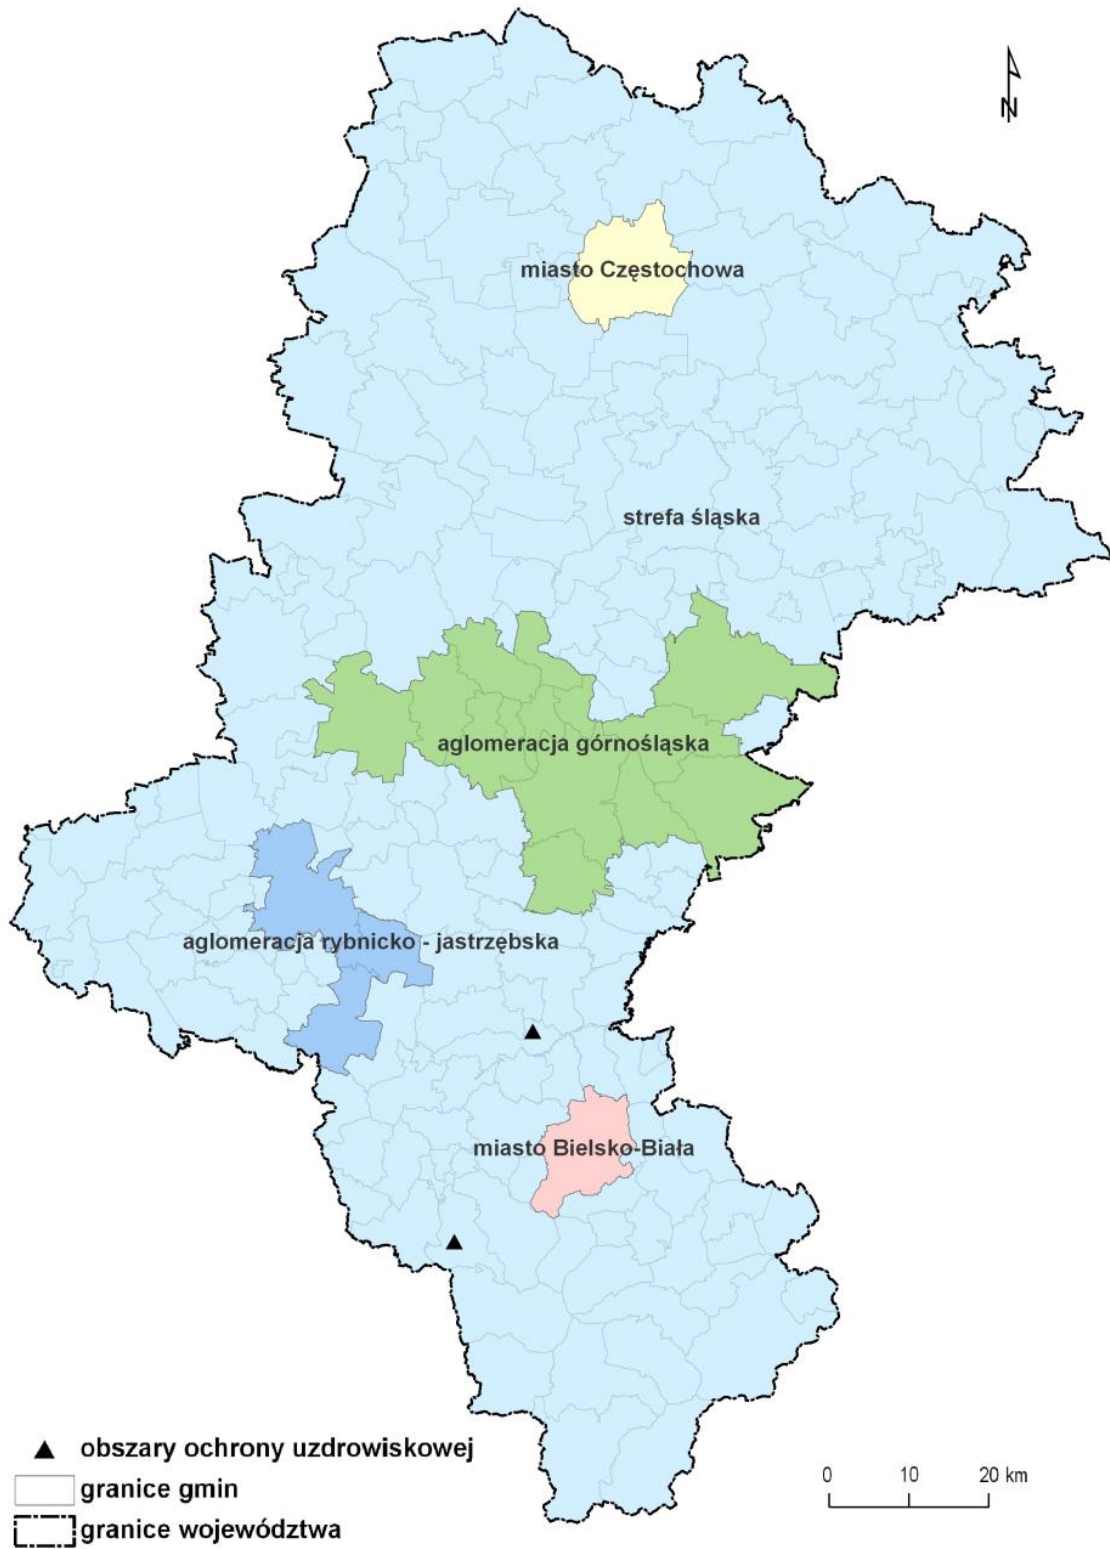 N
miasto Częstochowa
strefa śląska
aglomeracja górnośląska
aglomeracja rybnicko - jastrzębska
miasto Bielsko-Biała
obszary ochrony uzdrowiskowej
granice gmin
granice województwa
0 10 20 km